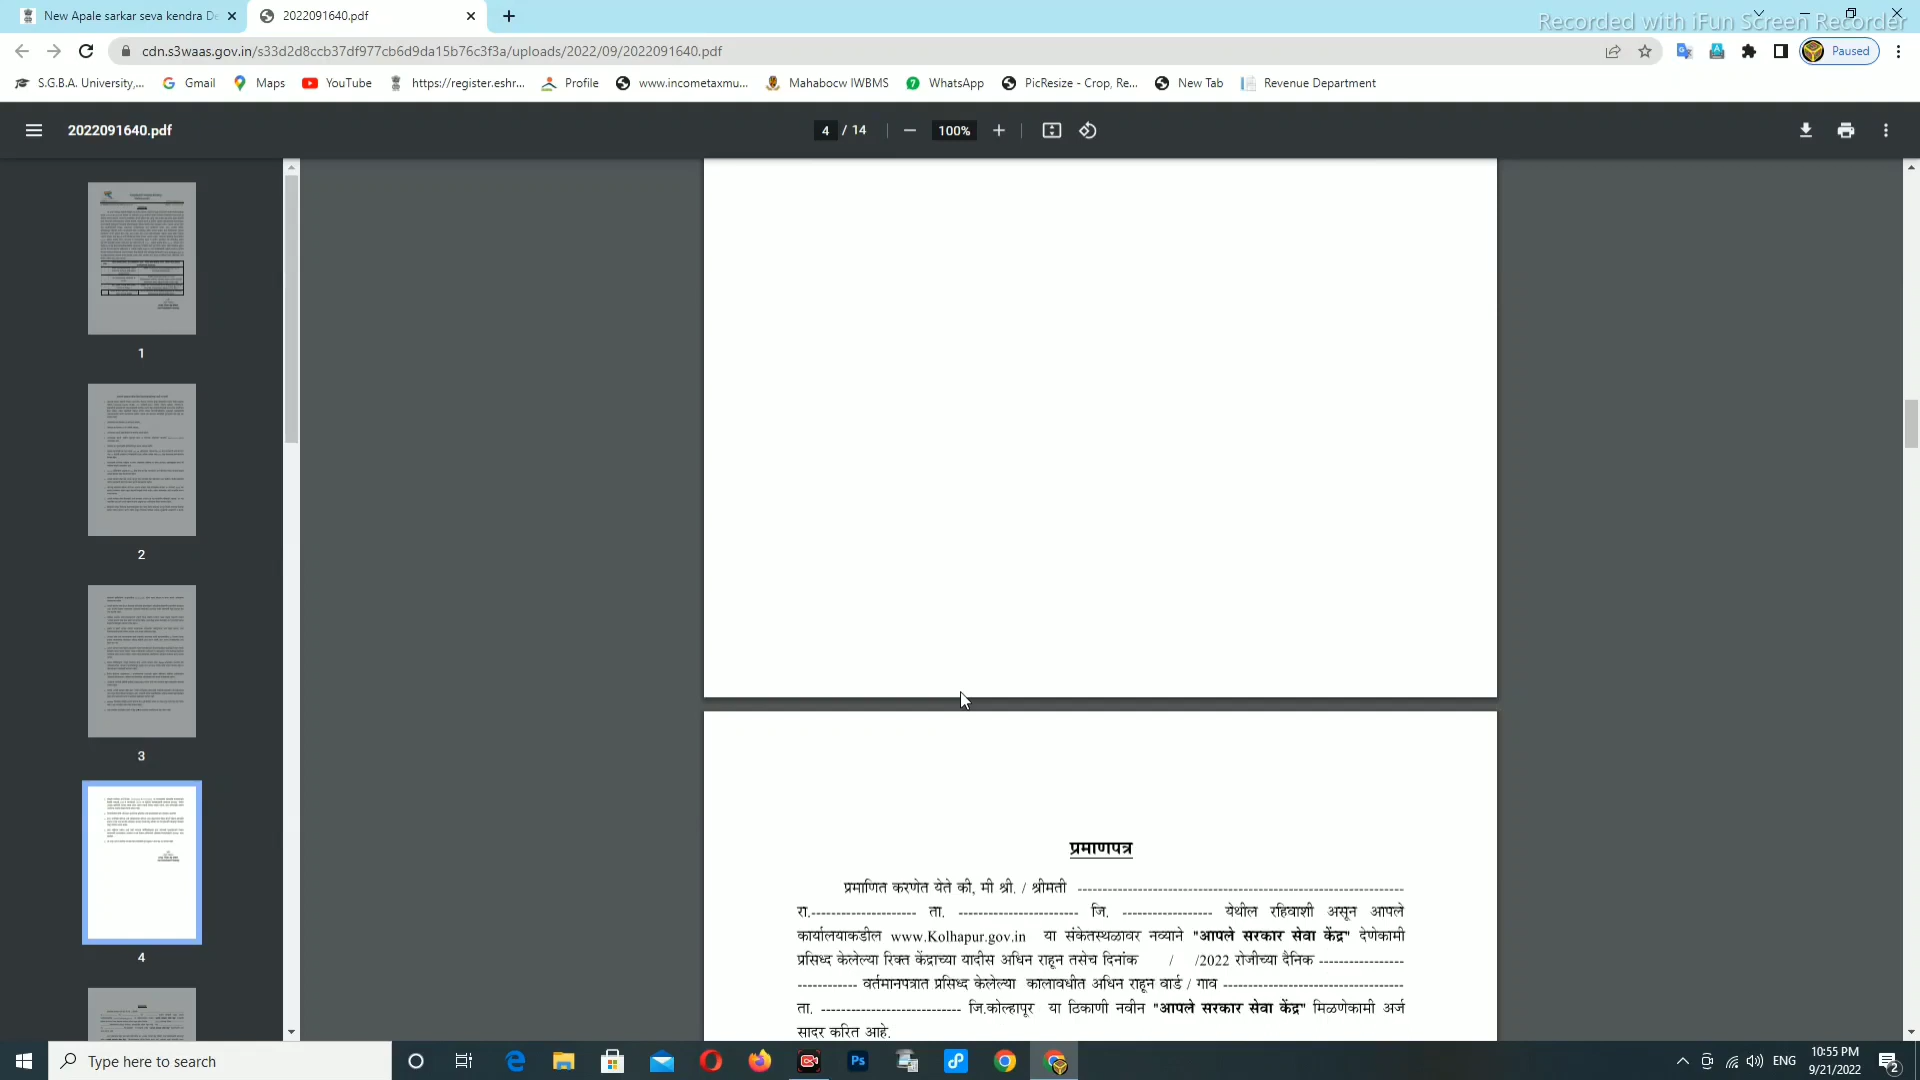 New Apale sarkar seva kendra De
2022091640.pdf
Recorded with iFun Screen Recorder
cdn.s3waas.gov.in/s33d2d8ccb37df977cb6d9da15b76c3f3a/uploads/2022/09/2022091640.pdf
Paused
S.G.B.A. University,...
Gmail
Maps
YouTube
https://register.eshr...
Profile
www.incometaxmu...
Mahabocw IWBMS
WhatsApp
PicResize - Crop, Re...
New Tab
Revenue Department
2022091640.pdf
4 / 14
100%
1
2
3
4
प्रमाणपत्र
प्रमाणित करणेत येते की, मी श्री. / श्रीमती -----------------------------------------------------------------
रा.--------------------- ता. ------------------------ जि. ------------------ येथील रहिवाशी असून आपले
कार्यालयाकडील www.Kolhapur.gov.in या संकेतस्थळावर नव्याने "आपले सरकार सेवा केंद्र" देणेकामी
प्रसिध्द केलेल्या रिक्त केंद्राच्या यादीस अधिन राहून तसेच दिनांक / /2022 रोजीच्या दैनिक -----------------
------------ वर्तमानपत्रात प्रसिध्द केलेल्या कालावधीत अधिन राहून वार्ड / गाव ------------------------------------
ता. ---------------------------- जि.कोल्हापूर या ठिकाणी नवीन "आपले सरकार सेवा केंद्र" मिळणेकामी अर्ज
सादर करित आहे.
Type here to search
ENG
10:55 PM
9/21/2022
2